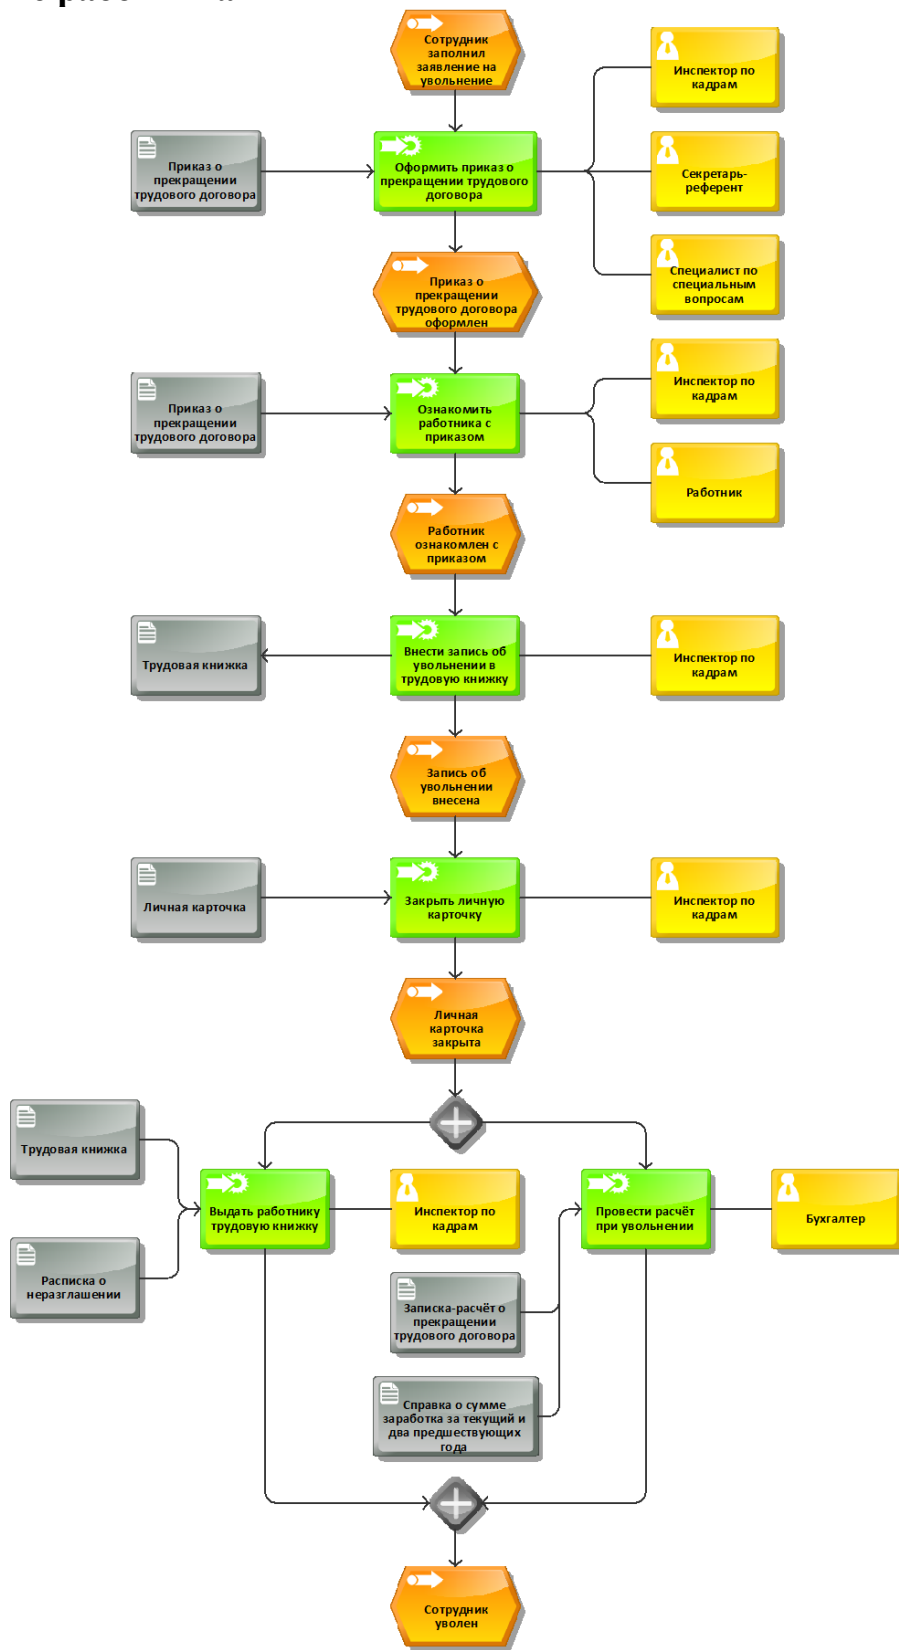 Сотрудник
заполнил
заявление на
увольнение
Инспектор по
кадрам
Приказ о
прекращении
трудового договора
Оформить приказ о
прекращении трудового
договора
Секретарь-
референт
Специалист по
специальным
вопросам
Приказ о
прекращении
трудового договора
оформлен
Инспектор по
кадрам
Приказ о
прекращении
трудового договора
Ознакомить
работника с
приказом
Работник
Работник
ознакомлен с
приказом
Трудовая книжка
Внести запись об
увольнении в
трудовую книжку
Инспектор по
кадрам
Запись об
увольнении
внесена
Личная карточка
Закрыть личную
карточку
Инспектор по
кадрам
Личная
карточка
закрыта
Трудовая книжка
Выдать работнику
трудовую книжку
Инспектор по
кадрам
Провести расчёт
при увольнении
Бухгалтер
Расписка о
неразглашении
Записка-расчёт о
прекращении
трудового договора
Справка о сумме
заработка за текущий и
два предшествующих
года
Сотрудник
уволен